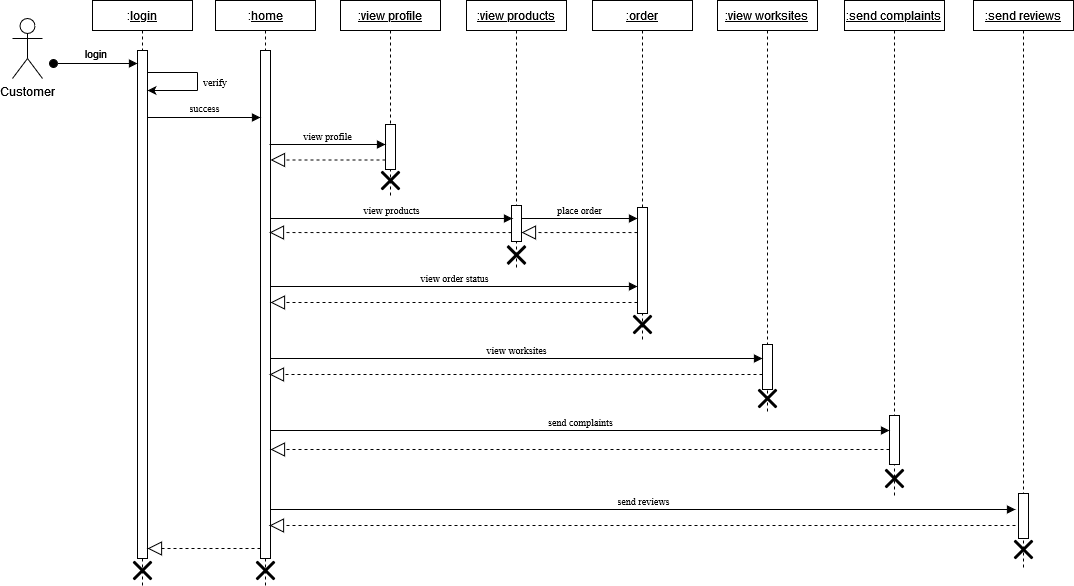 :login
:home
:view profile
:view products
:order
:view worksites
:send complaints
:send reviews
Customer
login
verify
success
view profile
view products
place order
view order status
view worksites
send complaints
send reviews